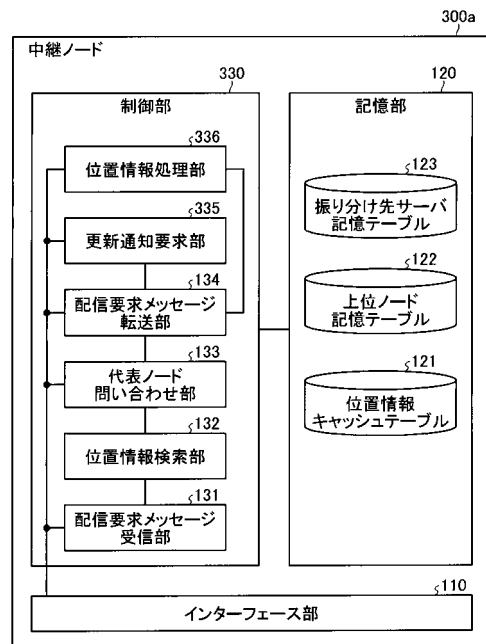 300a
中継ノード
330
制御部
120
記憶部
336
位置情報処理部
335
更新通知要求部
134
配信要求メッセージ
転送部
133
代表ノード
問い合わせ部
132
位置情報検索部
131
配信要求メッセージ
受信部
123
振り分け先サーバ
記憶テーブル
122
上位ノード
記憶テーブル
121
位置情報
キャッシュテーブル
110
インターフェース部